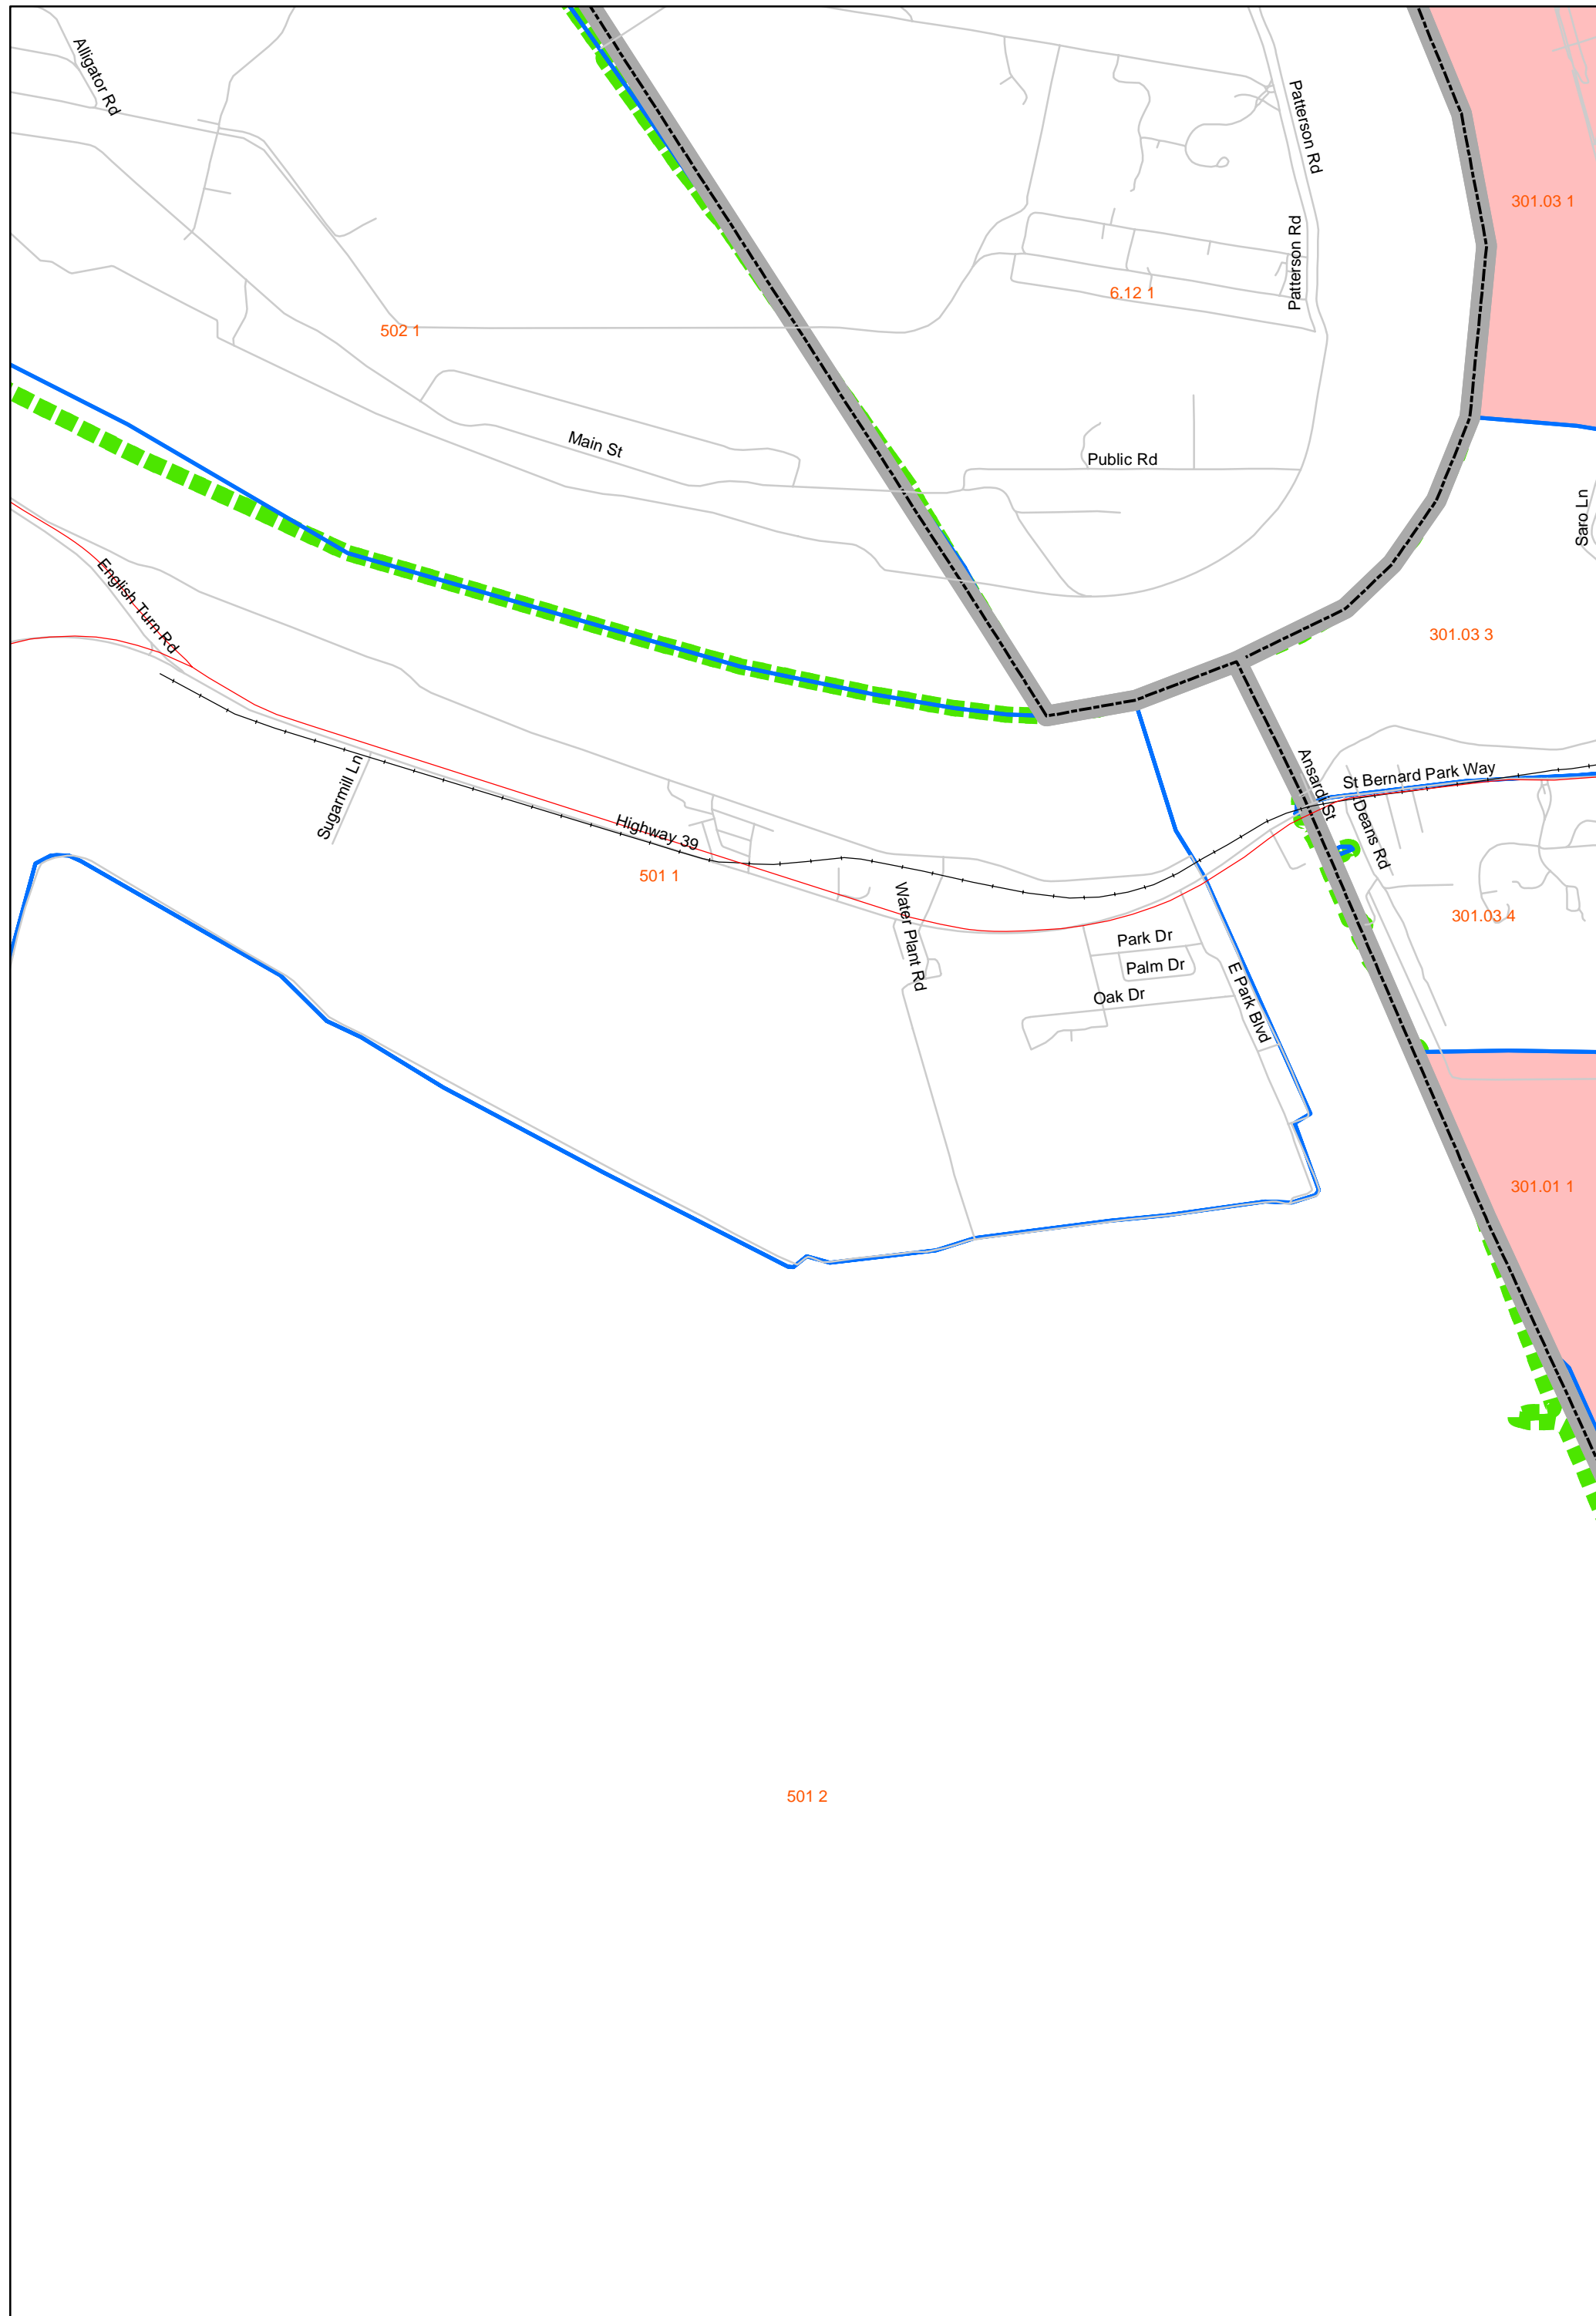 Alligator Rd
Patterson Rd
301.03 1
Patterson Rd
6.12 1
502 1
Main St
Public Rd
Saro Ln
English Turn Rd
301.03 3
Ansardi St
St Bernard Park Way
Sugarmill Ln
Highway 39
Deans Rd
501 1
Water Plant Rd
301.03 4
Park Dr
Palm Dr
E Park Blvd
Oak Dr
301.01 1
501 2